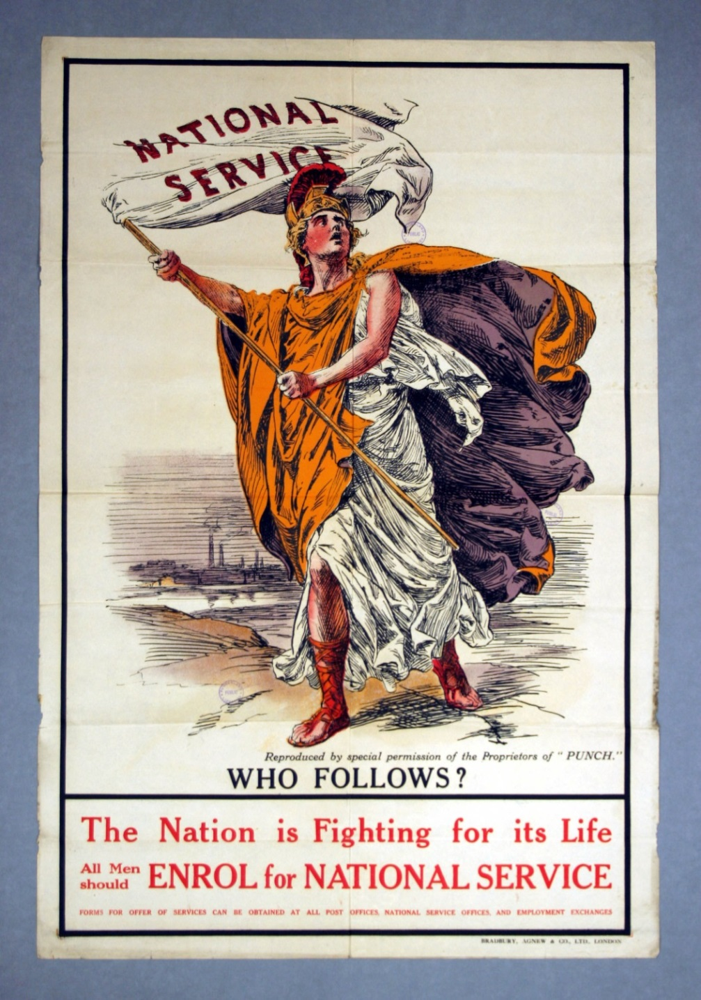 NATIONAL
SERVICE
Reproduced by special permission of the Proprietors of "PUNCH."
WHO FOLLOWS?
The Nation is Fighting for its Life
All Men
should
ENROL for NATIONAL SERVICE
FORMS FOR OFFER OF SERVICES CAN BE OBTAINED AT ALL POST OFFICES, NATIONAL SERVICE OFFICES, AND EMPLOYMENT EXCHANGES
BRADBURY, AGNEW & CO., LTD. LONDON